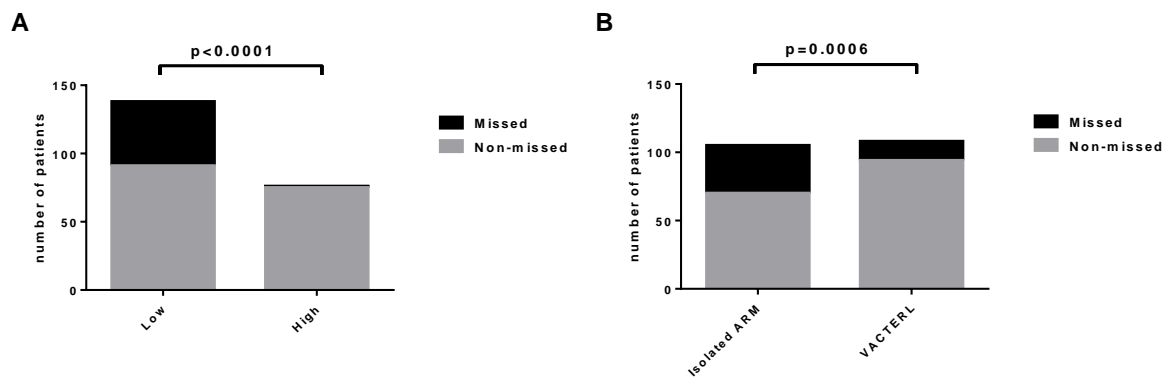 A
p<0.0001
number of patients
150
100
50
0
Low
High
Missed
Non-missed
B
p=0.0006
number of patients
150
100
50
0
Isolated ARM
VACTERL
Missed
Non-missed